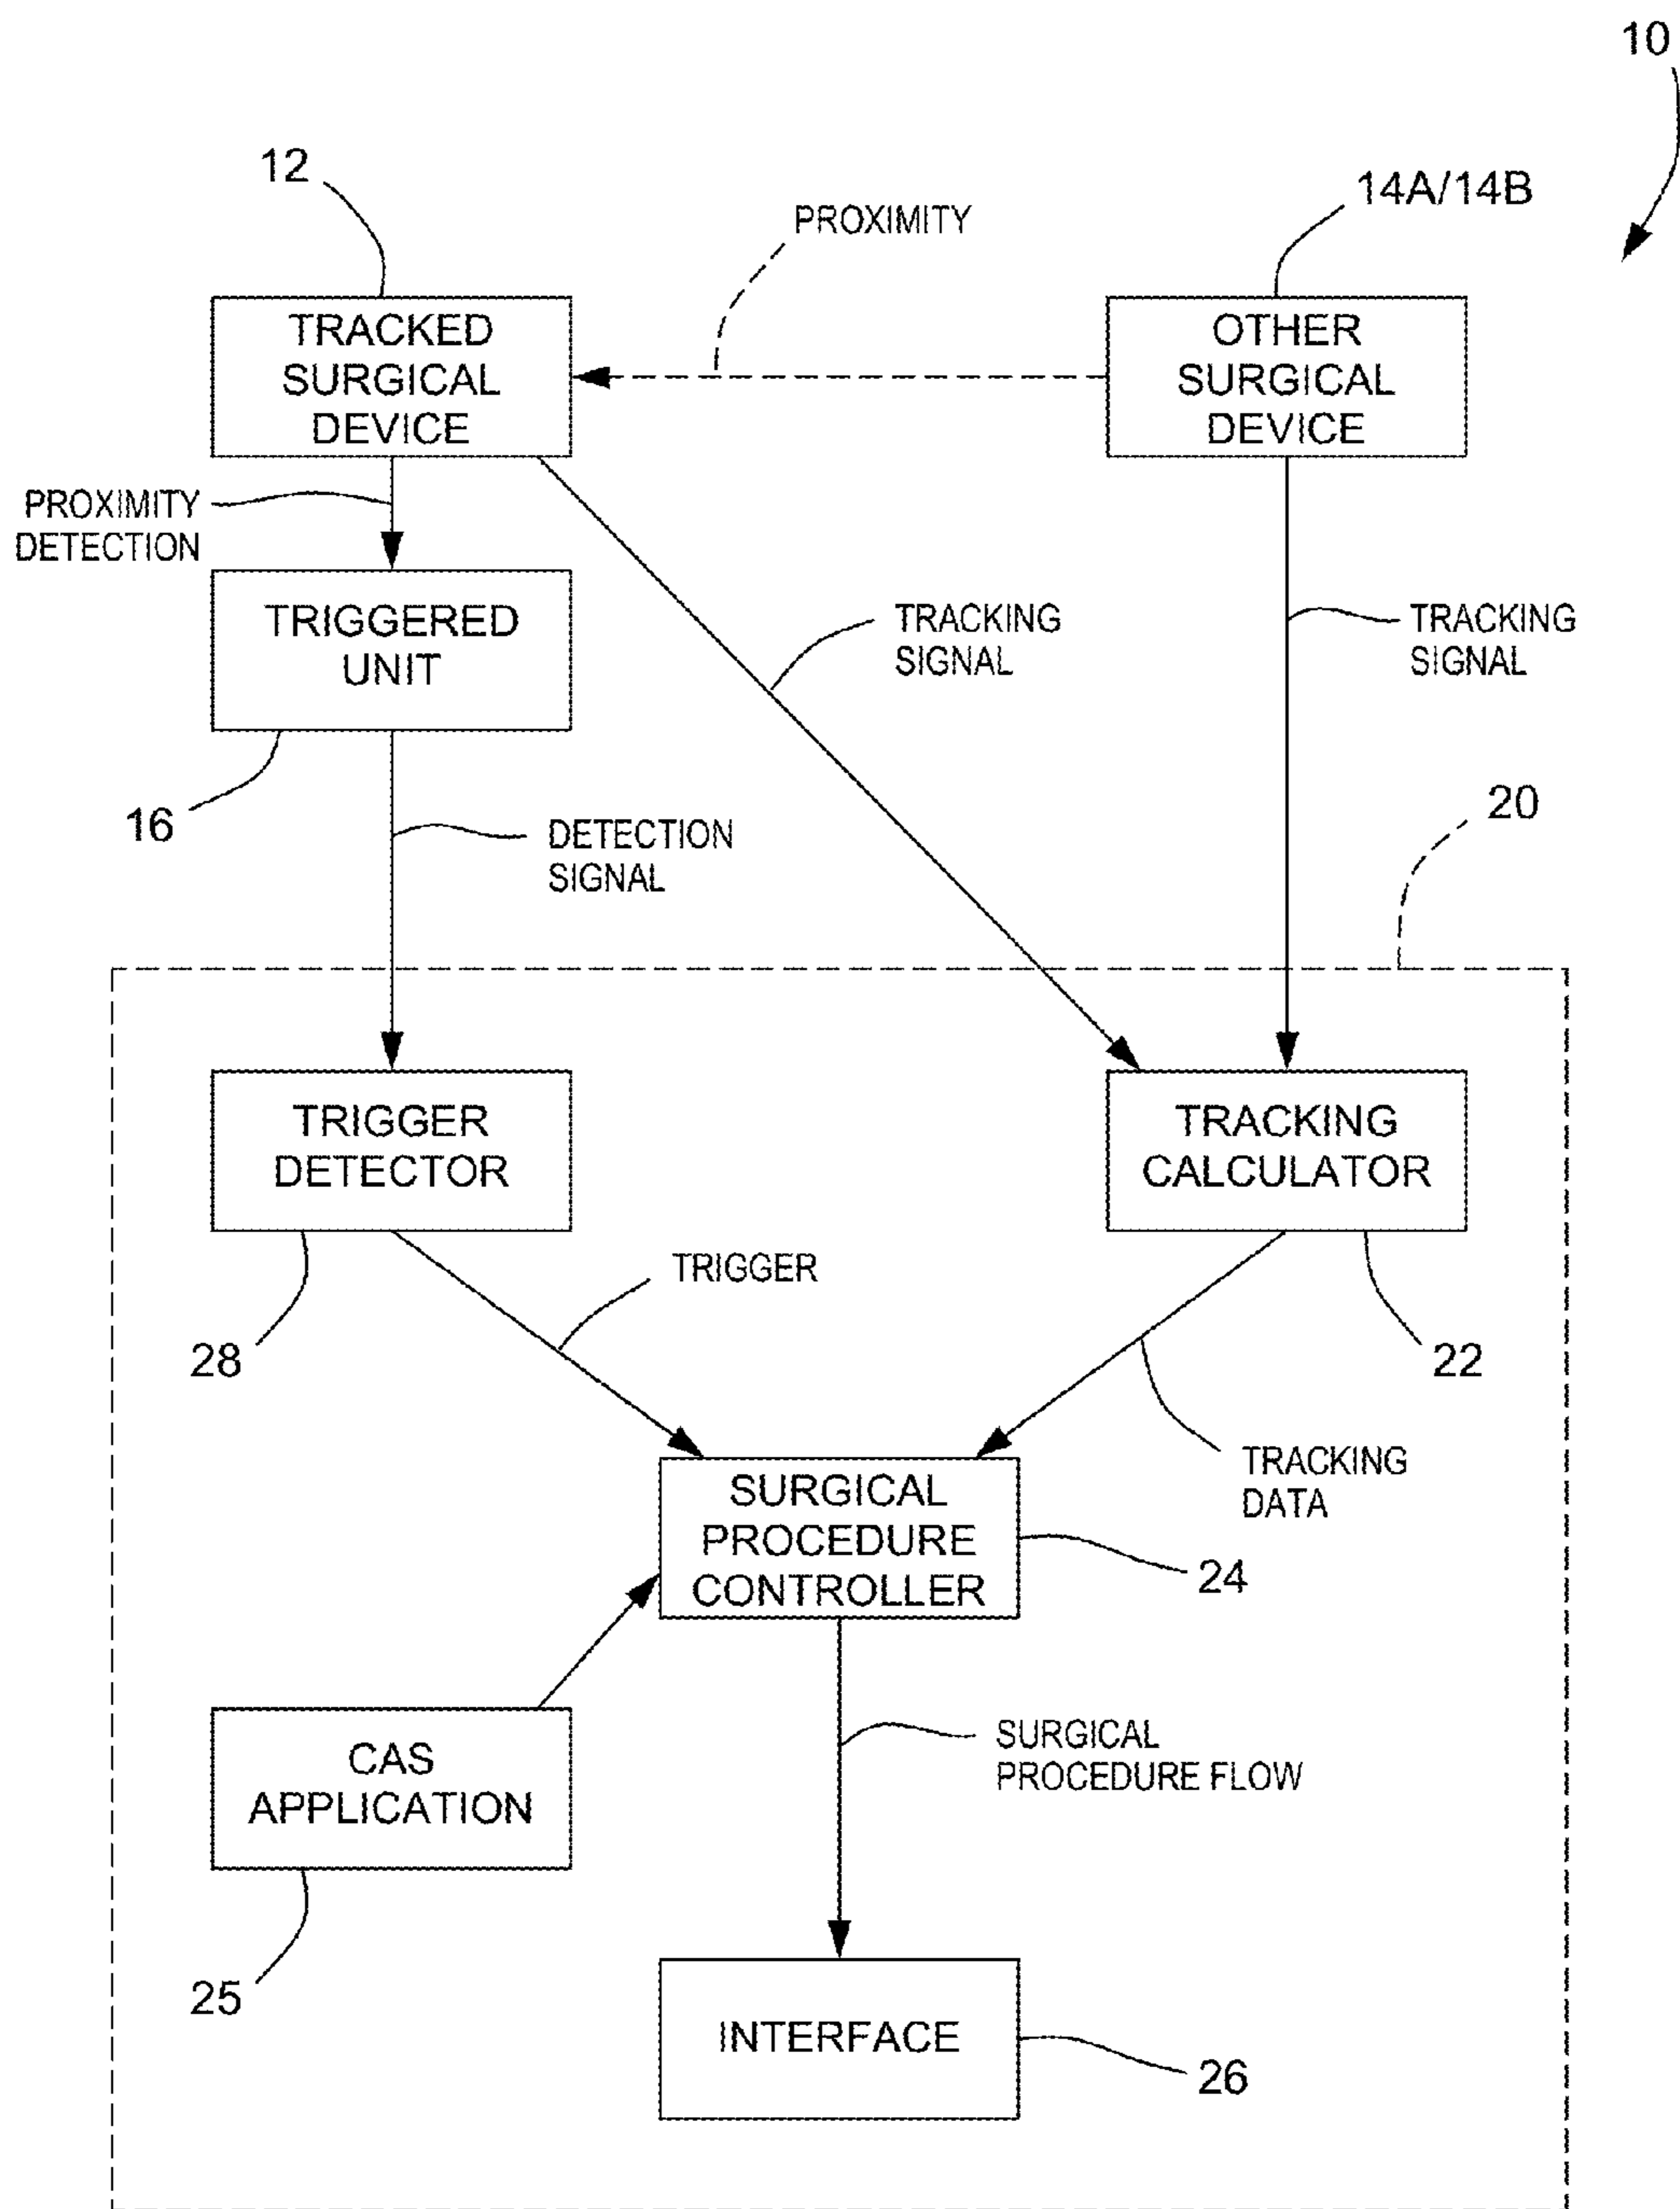 10
12
14A/14B
PROXIMITY
TRACKED
SURGICAL
DEVICE
OTHER
SURGICAL
DEVICE
PROXIMITY
DETECTION
TRIGGERED
UNIT
TRACKING
SIGNAL
TRACKING
SIGNAL
16
DETECTION
SIGNAL
20
TRIGGER
DETECTOR
TRACKING
CALCULATOR
TRIGGER
28
22
TRACKING
DATA
SURGICAL
PROCEDURE
CONTROLLER
24
CAS
APPLICATION
SURGICAL
PROCEDURE FLOW
25
INTERFACE
26